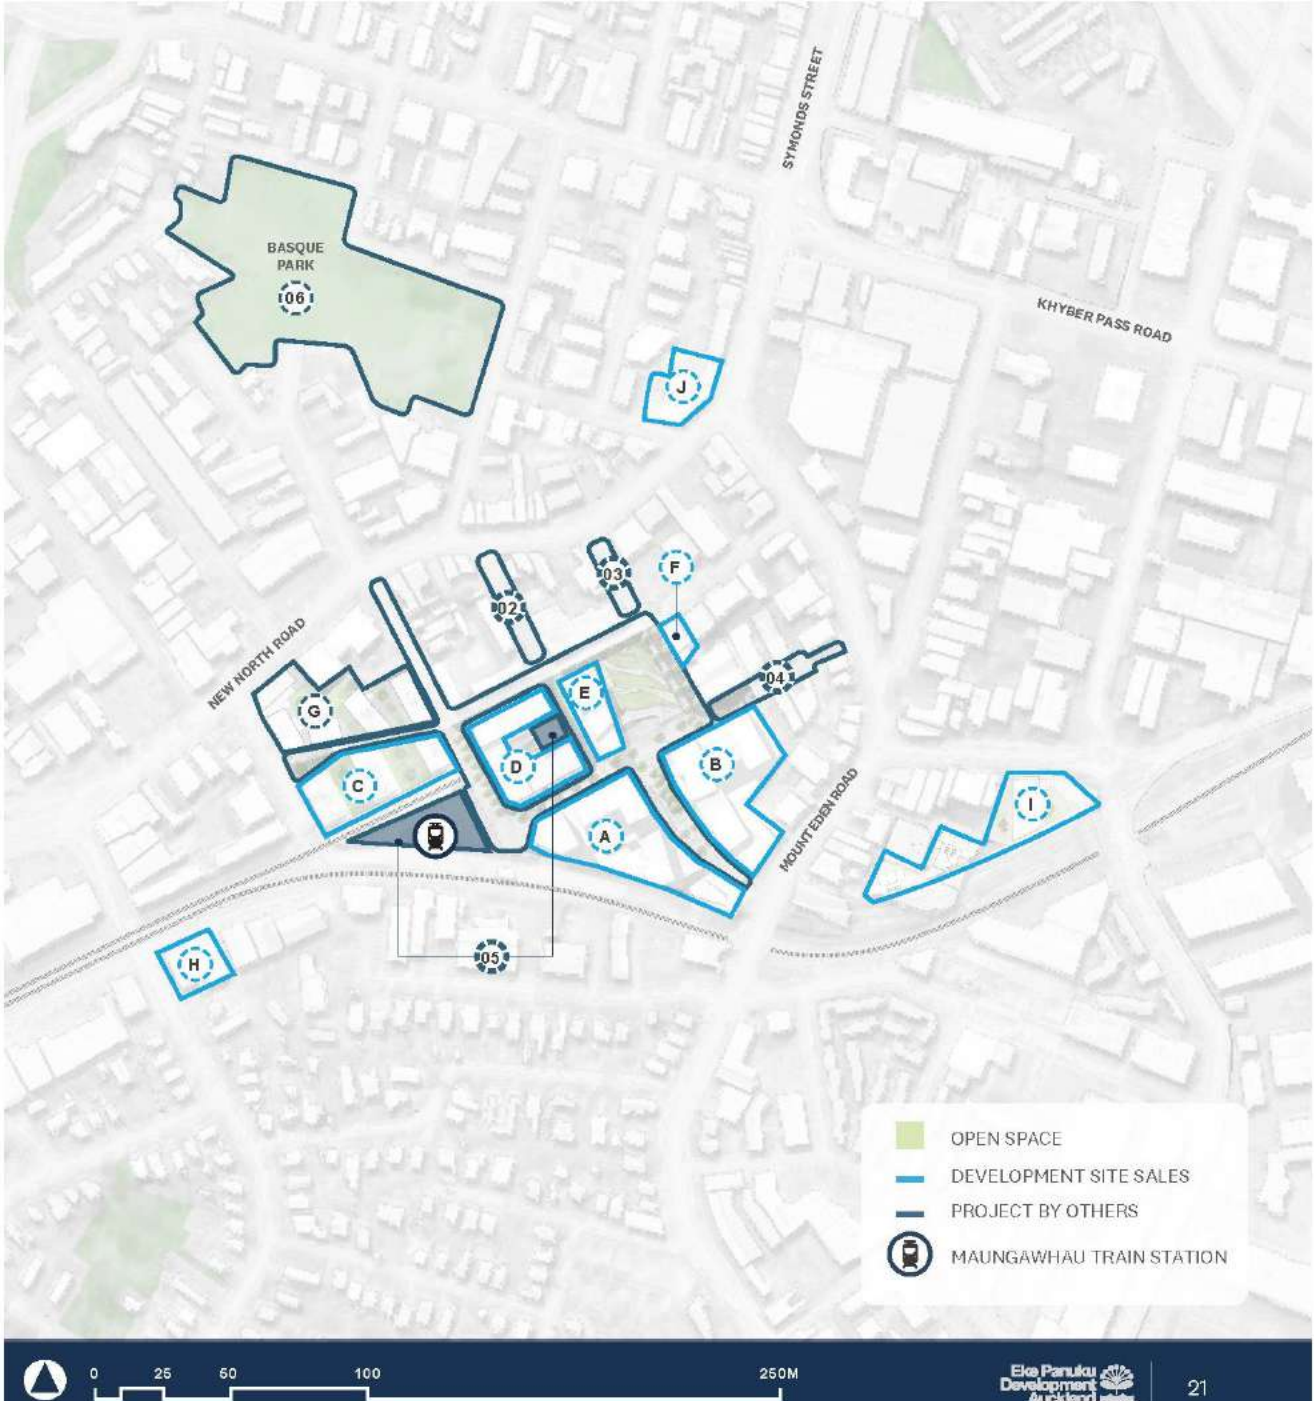 SYMONDS STREET
BASQUE
PARK
06
KHYBER PASS ROAD
J
03
F
02
NEW NORTH ROAD
04
E
G
D
B
C
I
A
MOUNT EDEN ROAD
05
H
OPEN SPACE
DEVELOPMENT SITE SALES
PROJECT BY OTHERS
MAUNGAWHAU TRAIN STATION
0 25 50 100 250M
Eke Panuku
Development
Auckland
21